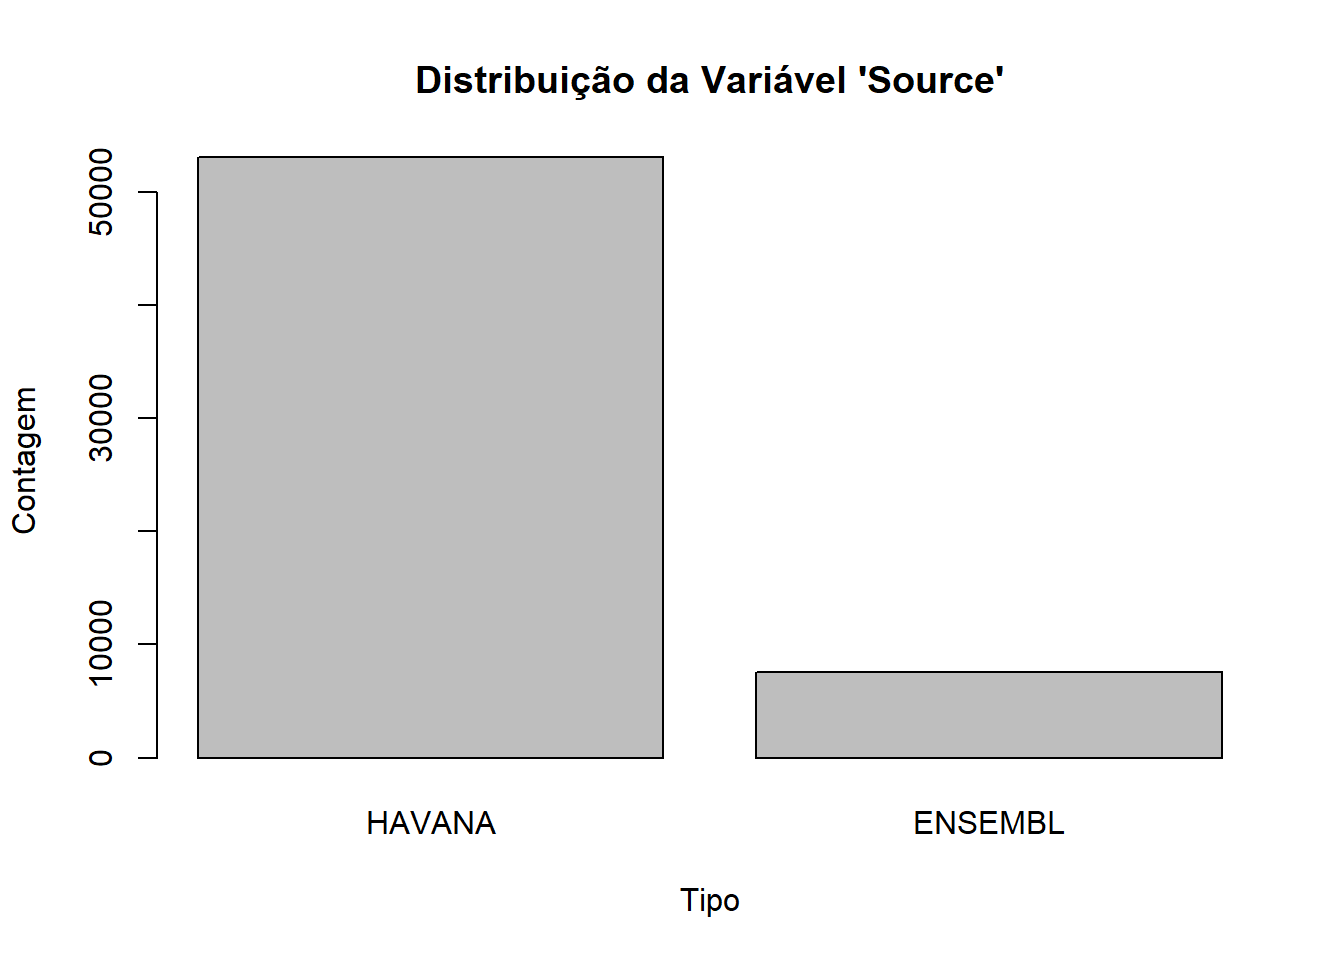 Distribuição da Variável 'Source'
50000
30000
10000
0
Contagem
HAVANA
ENSEMBL
Tipo